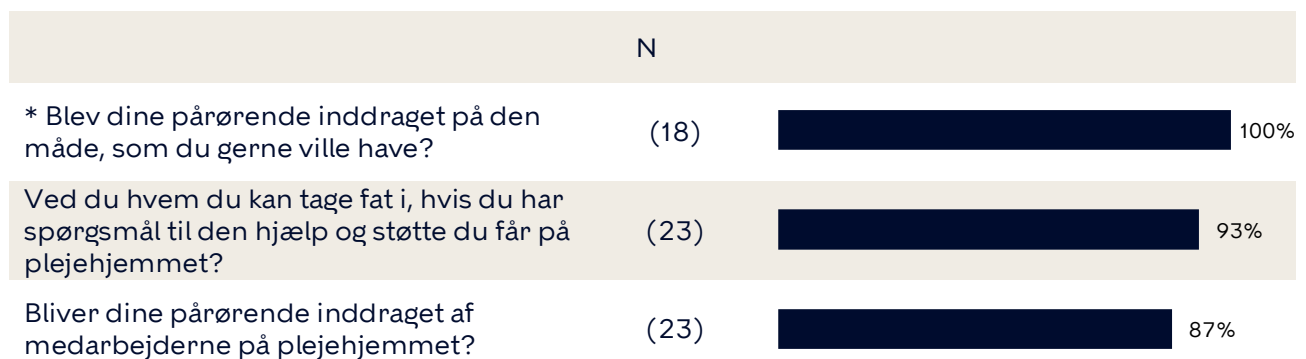 N
* Blev dine pårørende inddraget på den
måde, som du gerne ville have?
(18)
100%
Ved du hvem du kan tage fat i, hvis du har
spørgsmål til den hjælp og støtte du får på
plejehjemmet?
(23)
93%
Bliver dine pårørende inddraget af
medarbejderne på plejehjemmet?
(23)
87%